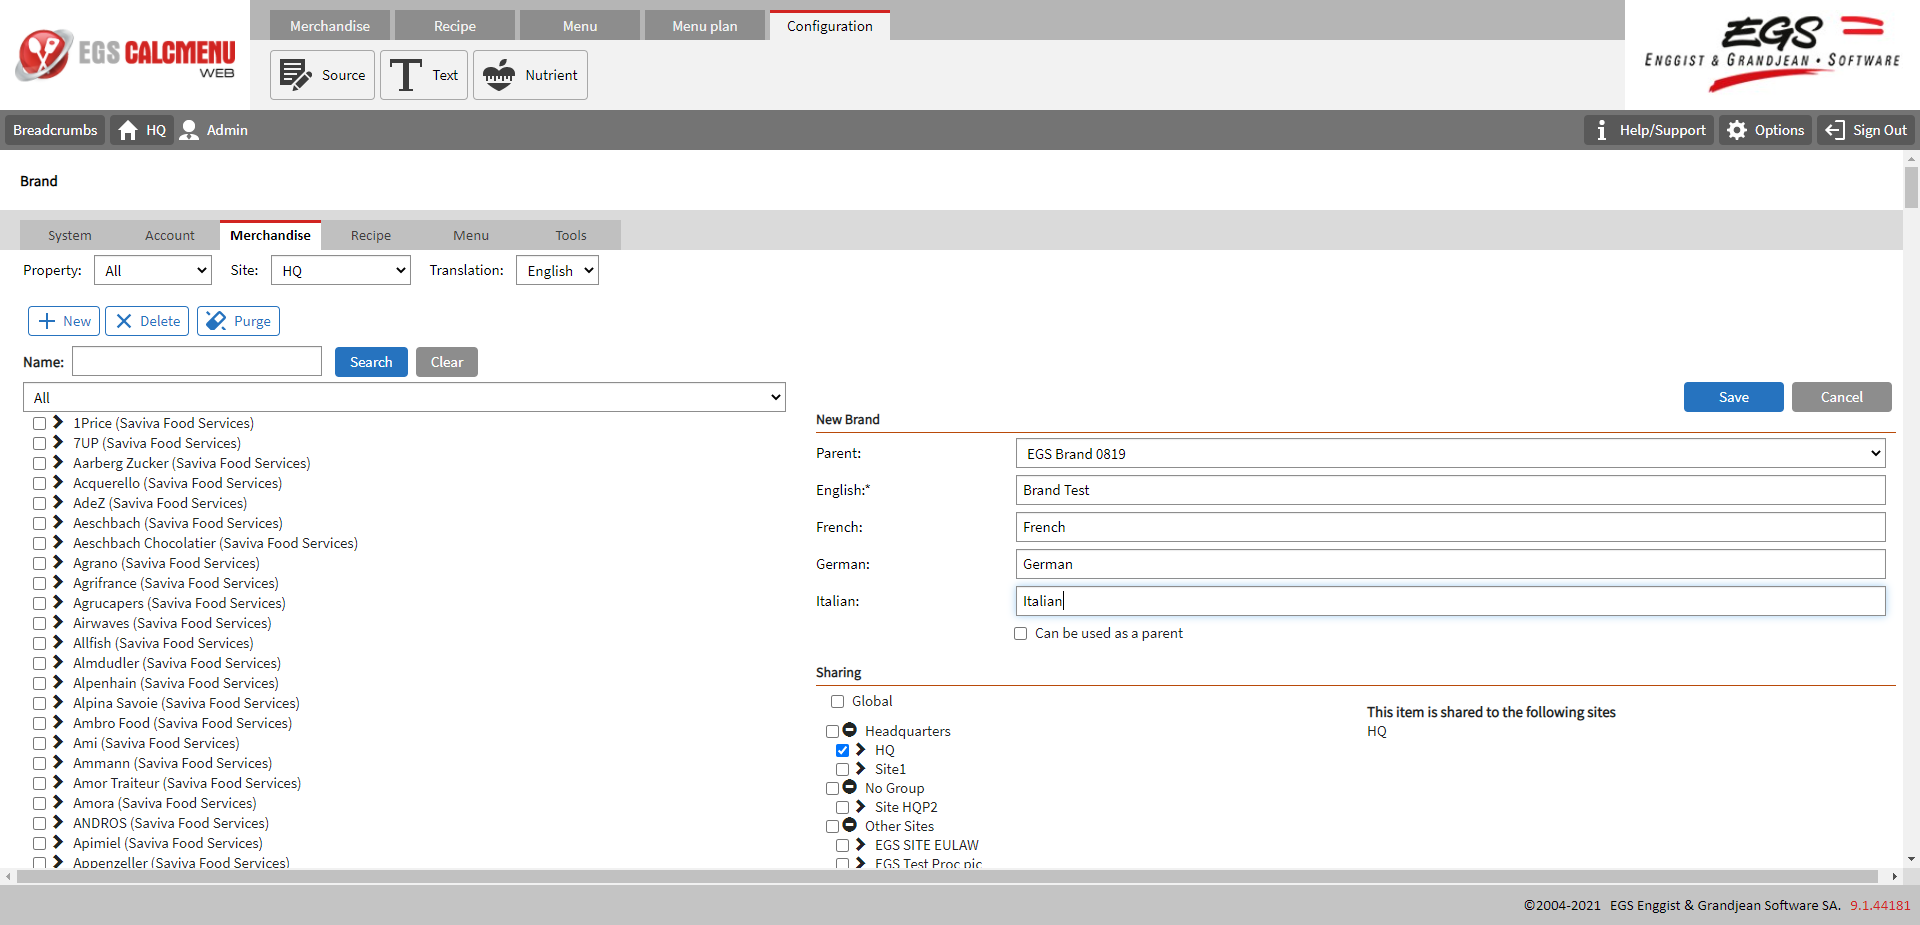 EGS CALCMENU
WEB
Merchandise
Recipe
Menu
Menu plan
Configuration
Source
Text
Nutrient
EGS
ENGGIST & GRANDJEAN • SOFTWARE
Breadcrumbs
HQ
Admin
Help/Support
Options
Sign Out
Brand
System
Account
Merchandise
Recipe
Menu
Tools
Property:
All
Site:
HQ
Translation:
English
New
Delete
Purge
Name:
Search
Clear
All
1Price (Saviva Food Services)
7UP (Saviva Food Services)
Aarberg Zucker (Saviva Food Services)
Acquerello (Saviva Food Services)
AdeZ (Saviva Food Services)
Aeschbach (Saviva Food Services)
Aeschbach Chocolatier (Saviva Food Services)
Agrano (Saviva Food Services)
Agrifrance (Saviva Food Services)
Agrucapers (Saviva Food Services)
Airwaves (Saviva Food Services)
Allfish (Saviva Food Services)
Almdudler (Saviva Food Services)
Alpenhain (Saviva Food Services)
Alpina Savoie (Saviva Food Services)
Ambro Food (Saviva Food Services)
Ami (Saviva Food Services)
Ammann (Saviva Food Services)
Amor Traiteur (Saviva Food Services)
Amora (Saviva Food Services)
ANDROS (Saviva Food Services)
Apimiel (Saviva Food Services)
Appenzeller (Saviva Food Services)
Save
Cancel
New Brand
Parent:
EGS Brand 0819
English:*
Brand Test
French:
French
German:
German
Italian:
Italian
Can be used as a parent
Sharing
Global
Headquarters
HQ
Site1
No Group
Site HQP2
Other Sites
EGS SITE EULAW
EGS Test Proc pic
This item is shared to the following sites
HQ
©2004-2021 EGS Enggist & Grandjean Software SA. 9.1.44181